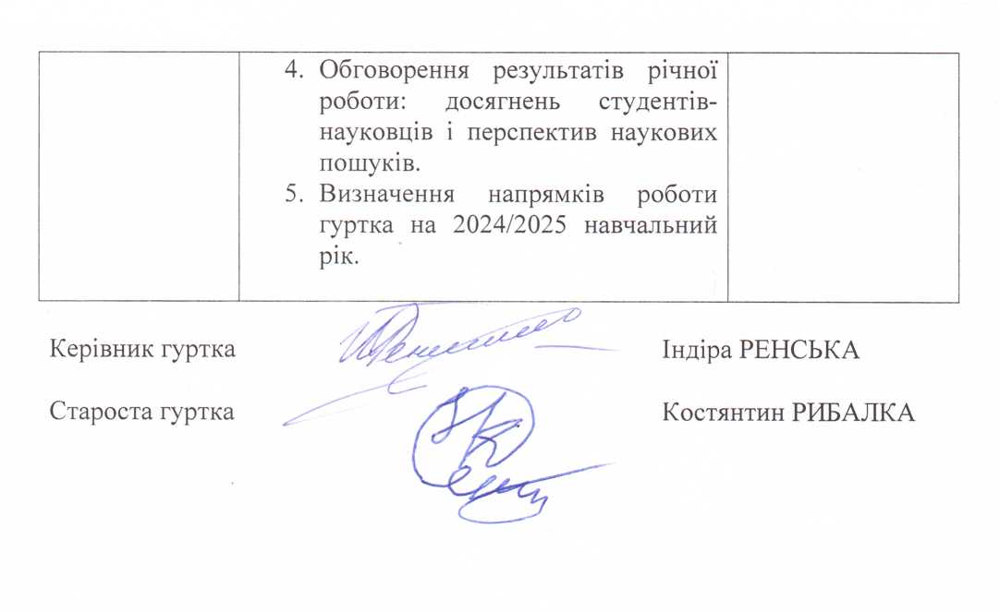 4. Обговорення результатів річної
роботи: досягнень студентів-
науковців і перспектив наукових
пошуків.
5. Визначення напрямків роботи
гуртка на 2024/2025 навчальний
рік.
Керівник гуртка Індіра РЕНСЬКА
Староста гуртка Костянтин РИБАЛКА